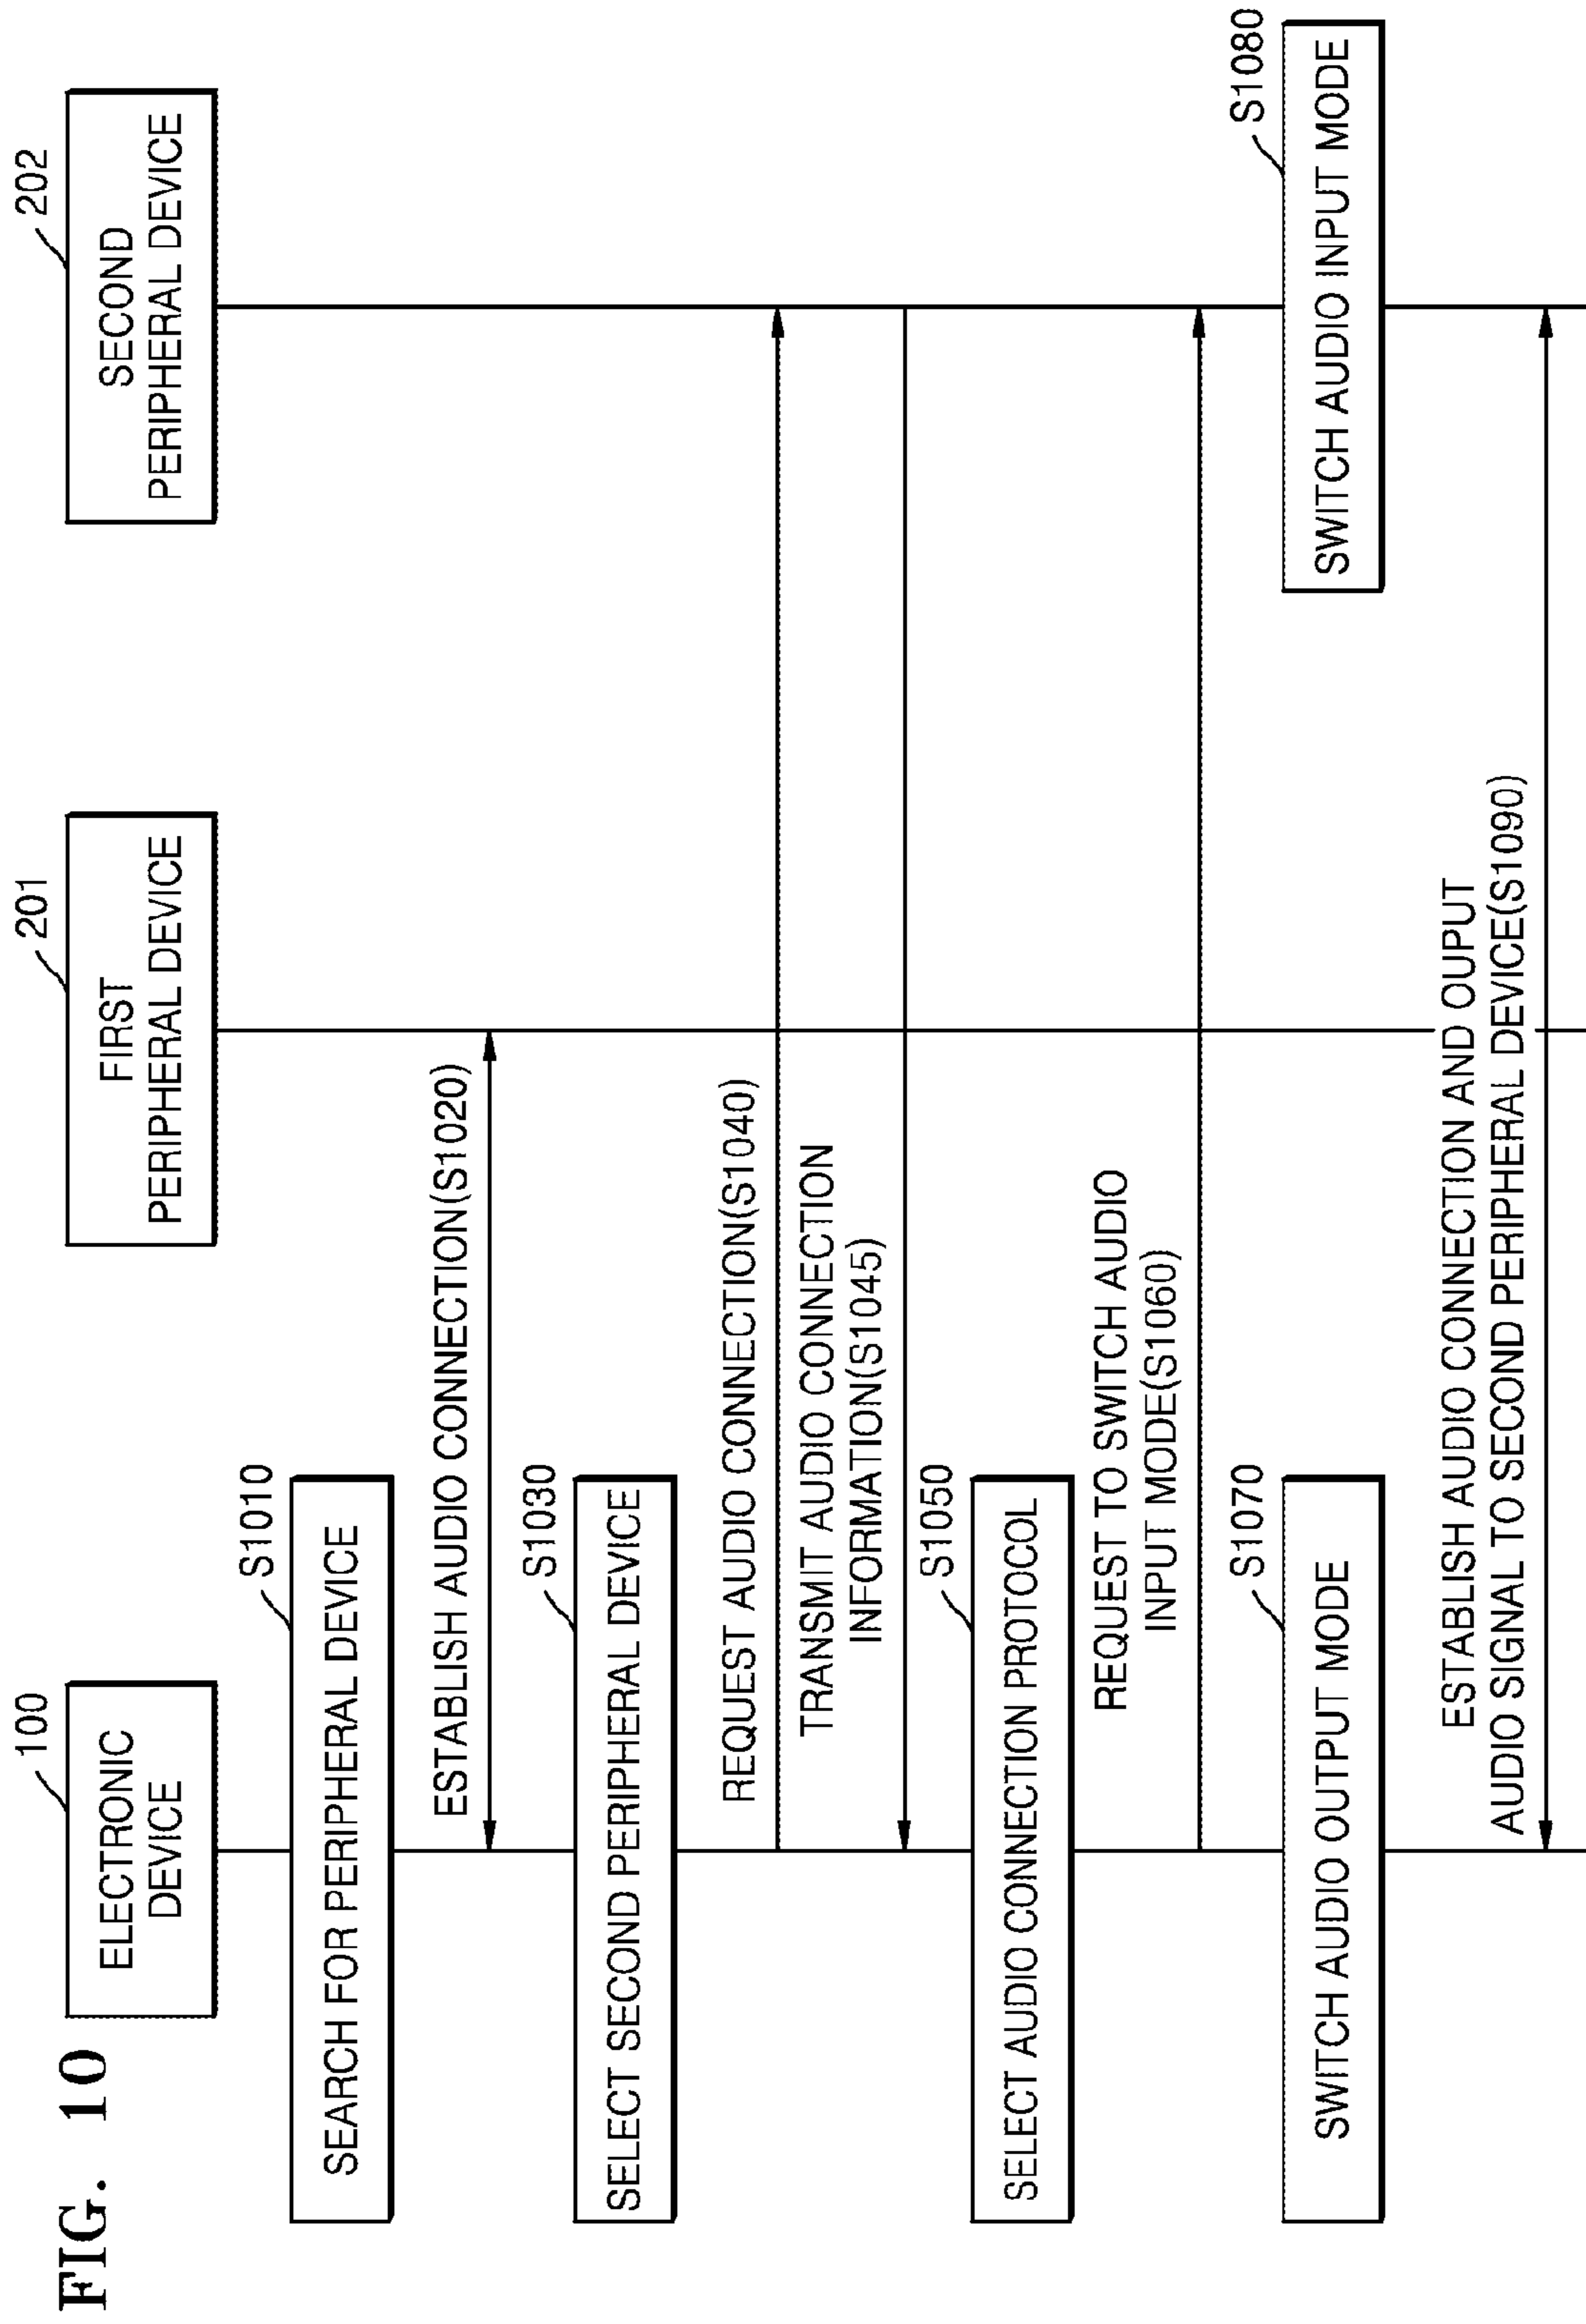 FIG. 10
100
ELECTRONIC
DEVICE
201
FIRST
PERIPHERAL DEVICE
202
SECOND
PERIPHERAL DEVICE
S1010
SEARCH FOR PERIPHERAL DEVICE
ESTABLISH AUDIO CONNECTION(S1020)
S1030
SELECT SECOND PERIPHERAL DEVICE
REQUEST AUDIO CONNECTION(S1040)
TRANSMIT AUDIO CONNECTION
INFORMATION(S1045)
S1050
SELECT AUDIO CONNECTION PROTOCOL
REQUEST TO SWITCH AUDIO
INPUT MODE(S1060)
S1070
SWITCH AUDIO OUTPUT MODE
S1080
SWITCH AUDIO INPUT MODE
ESTABLISH AUDIO CONNECTION AND OUPUT
AUDIO SIGNAL TO SECOND PERIPHERAL DEVICE(S1090)